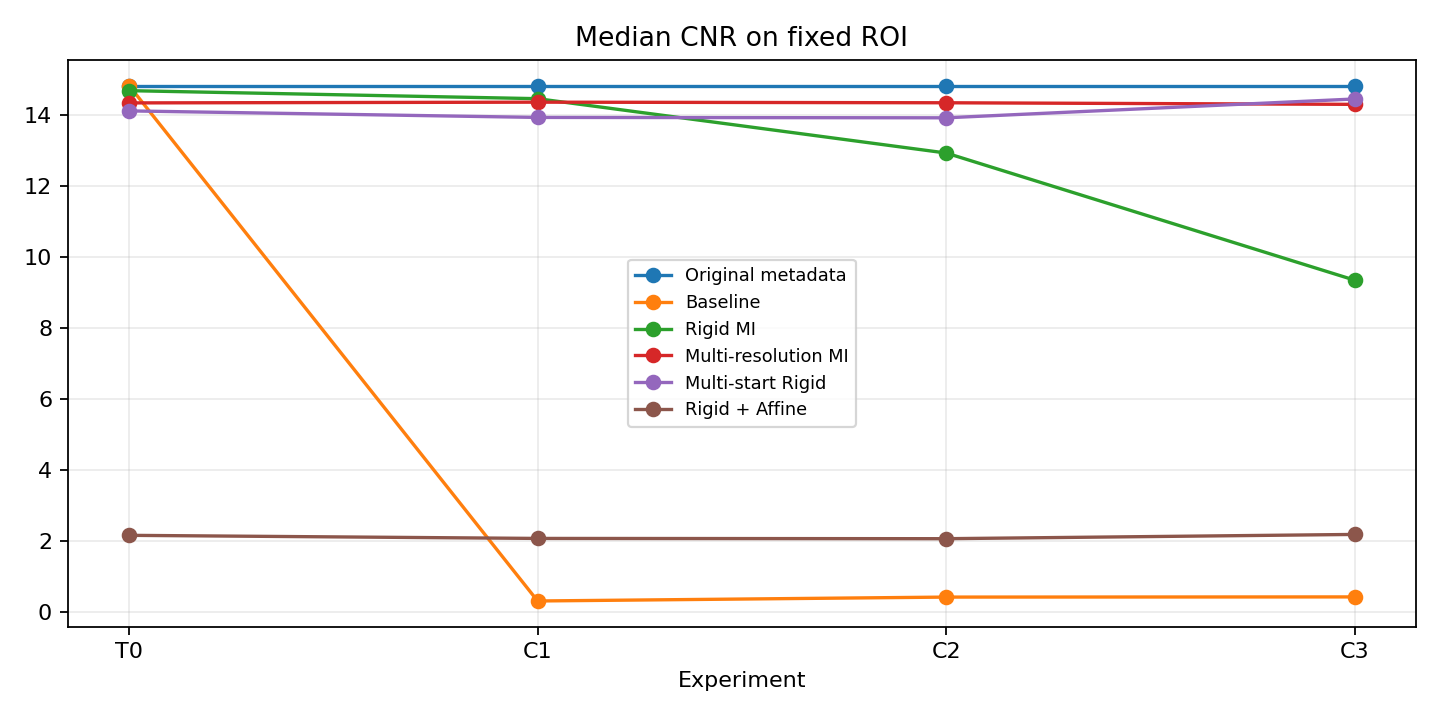 Median CNR on fixed ROI
14
12
10
8
6
4
2
0
Original metadata
Baseline
Rigid MI
Multi-resolution MI
Multi-start Rigid
Rigid + Affine
T0 C1 C2 C3
Experiment